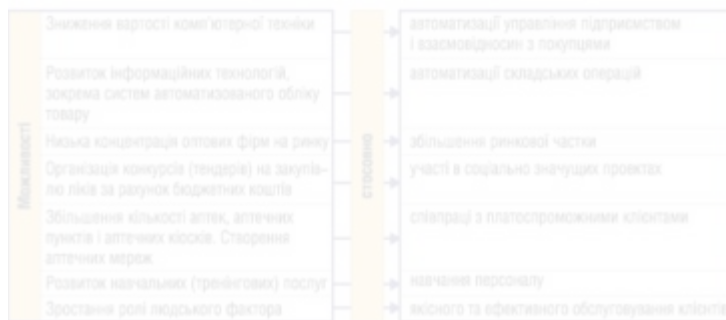 Можливості
Зниження вартості комп'ютерної техніки
Розвиток інформаційних технологій,
зокрема систем автоматизованого обліку
товару
Низька концентрація оптових фірм на ринку
Організація конкурсів (тендерів) на закупів-
лю ліків за рахунок бюджетних коштів
Збільшення кількості аптек, аптечних
пунктів і аптечних кіосків. Створення
аптечних мереж
Розвиток навчальних (тренінгових) послуг
Зростання ролі людського фактора
стосовно
автоматизації управління підприємством
і взаємовідносин з покупцями
автоматизації складських операцій
збільшення ринкової частки
участі в соціально значущих проектах
співпраці з платоспроможними клієнтами
навчання персоналу
якісного та ефективного обслуговування клієнтів